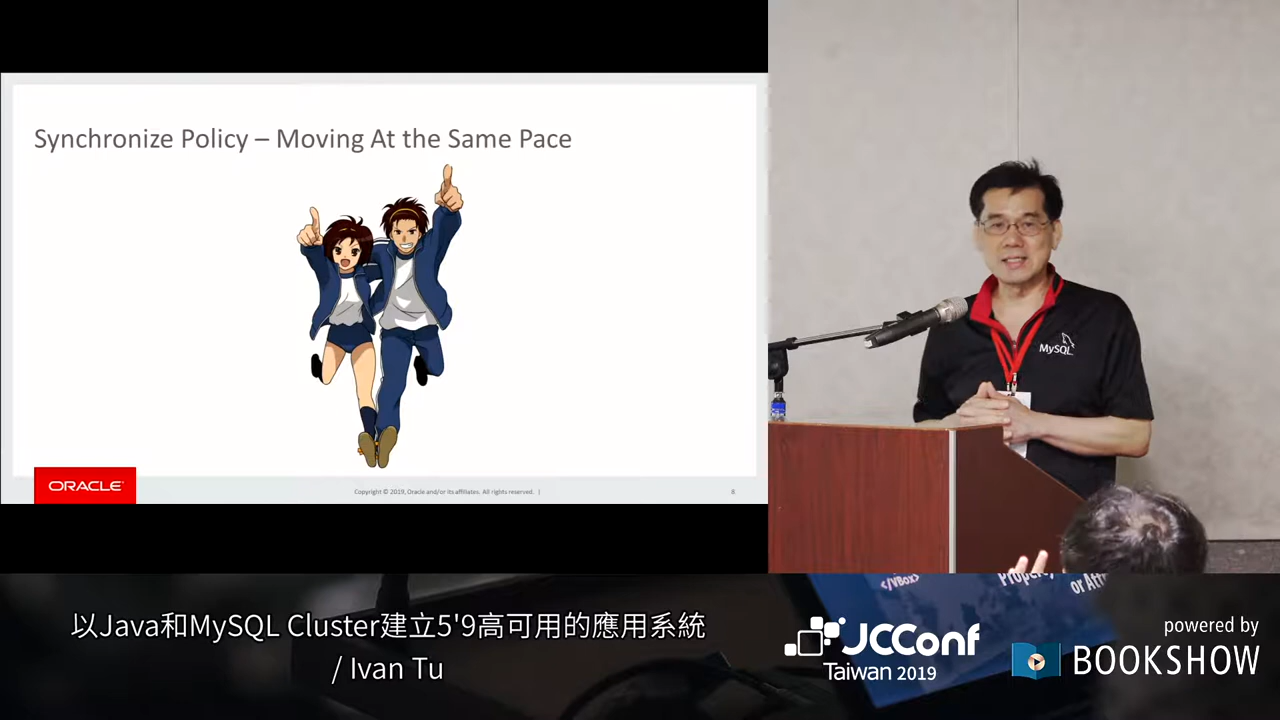 Synchronize Policy – Moving At the Same Pace
ORACLE
Copyright © 2019, Oracle and/or its affiliates. All rights reserved. |
8
MySQL
</VBox>
以Java和MySQL Cluster建立5'9高可用的應用系統
/ Ivan Tu
JCConf
Taiwan 2019
powered by
BOOKSHOW